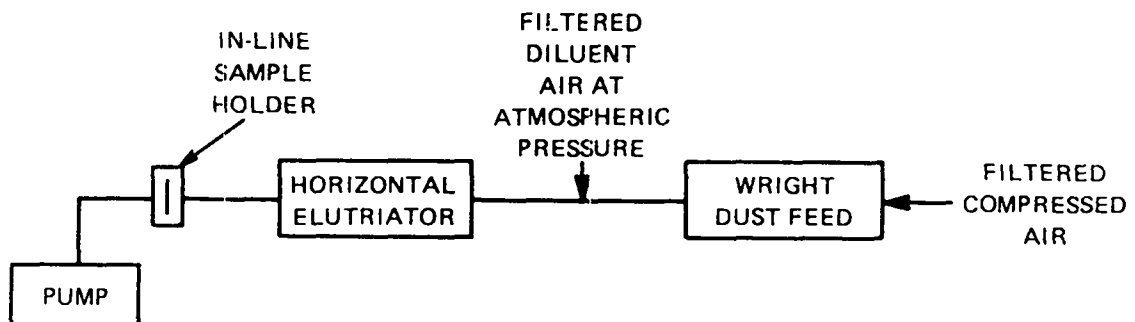 IN-LINE
SAMPLE
HOLDER
FILTERED
DILUENT
AIR AT
ATMOSPHERIC
PRESSURE
HORIZONTAL
ELUTRIATOR
WRIGHT
DUST FEED
FILTERED
COMPRESSED
AIR
PUMP